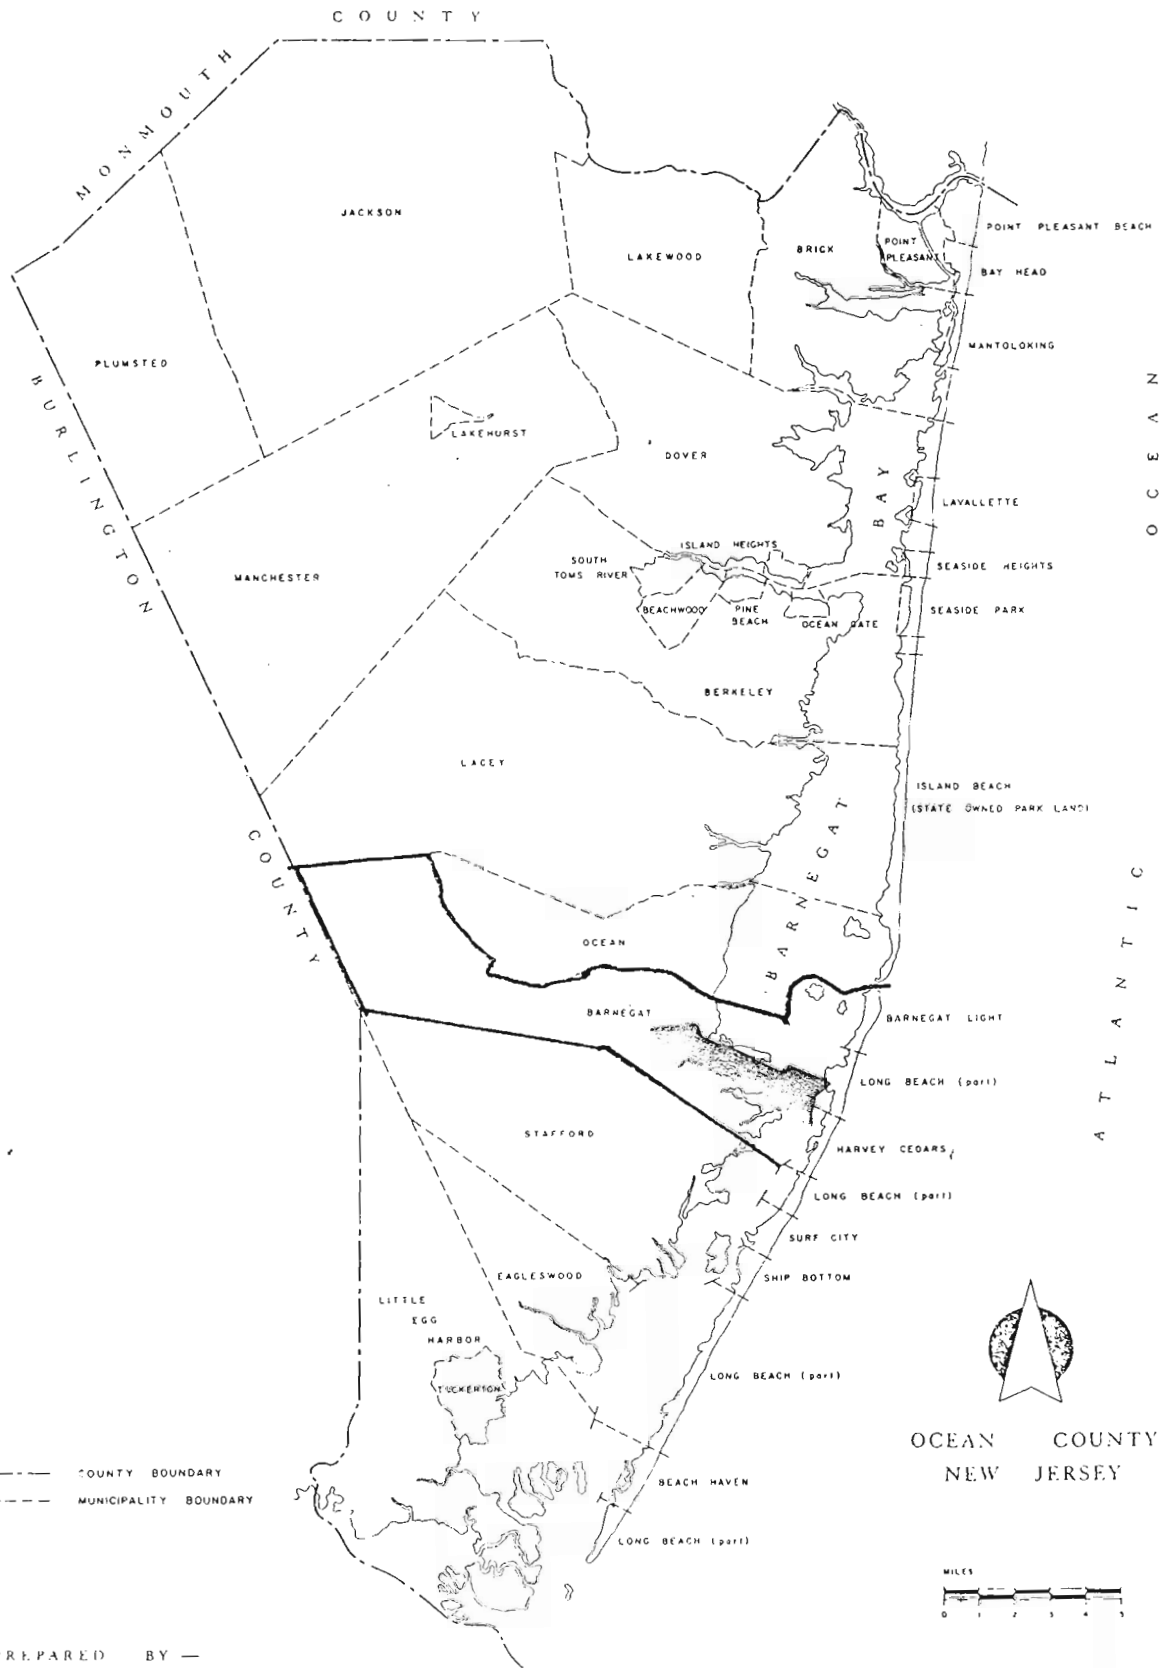 COUNTY
MONMOUTH
JACKSON
LAKEWOOD
BRICK
POINT
PLEASANT
POINT PLEASANT BEACH
BAY HEAD
MANTOLOKING
PLUMSTED
BURLINGTON
LAKEHURST
DOVER
BAY
OCEAN
LAVALLETTE
ISLAND HEIGHTS
SOUTH
TOMS RIVER
SEASIDE HEIGHTS
MANCHESTER
BEACHWOOD
PINE
BEACH
OCEAN GATE
SEASIDE PARK
BERKELEY
LACEY
ISLAND BEACH
(STATE OWNED PARK LAND)
COUNTY
BARNEGAT
ATLANTIC
OCEAN
BARNEGAT
BARNEGAT LIGHT
LONG BEACH (part)
STAFFORD
HARVEY CEDARS
LONG BEACH (part)
SURF CITY
EAGLESWOOD
SHIP BOTTOM
LITTLE
EGG
HARBOR
TUCKERTON
LONG BEACH (part)
OCEAN COUNTY
NEW JERSEY
COUNTY BOUNDARY
MUNICIPALITY BOUNDARY
BEACH HAVEN
LONG BEACH (part)
MILES
0 1 2 3 4 5
PREPARED BY —